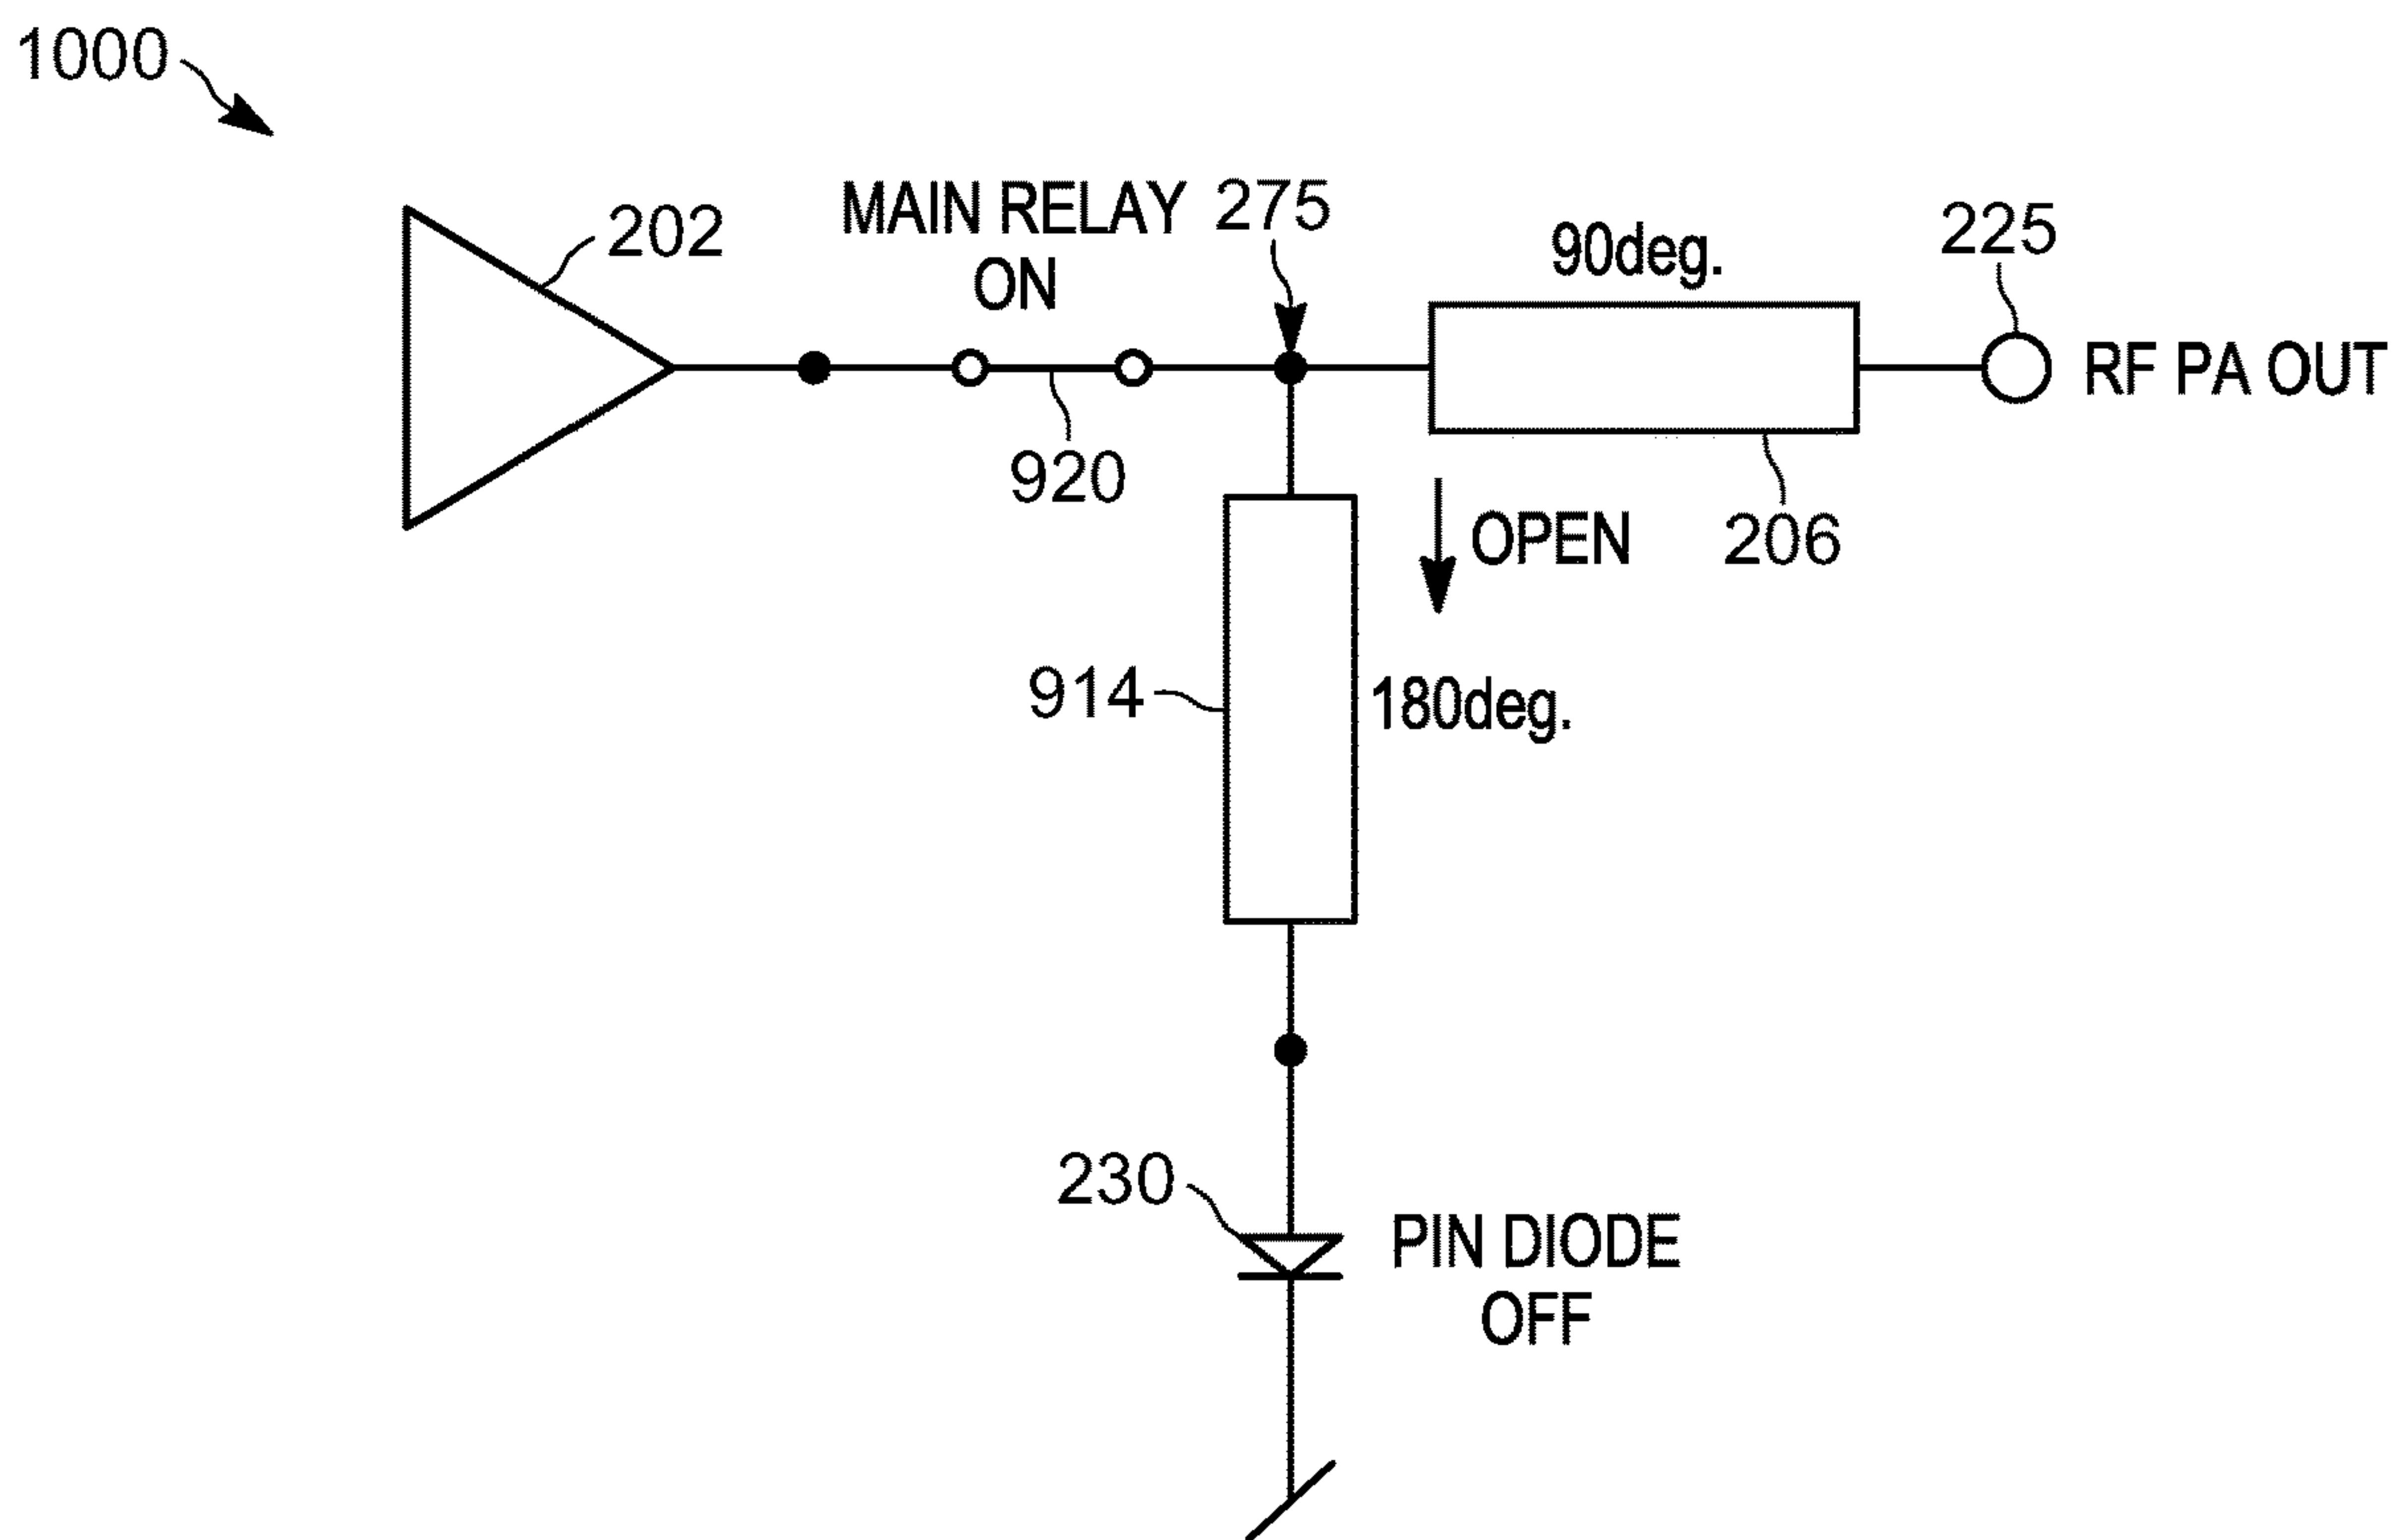 1000
202
MAIN RELAY
ON
275
90deg.
225
RF PA OUT
920
OPEN
206
914
180deg.
230
PIN DIODE
OFF